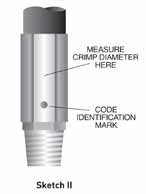 MEASURE
CRIMP DIAMETER
HERE
CODE
IDENTIFICATION
MARK
Sketch II